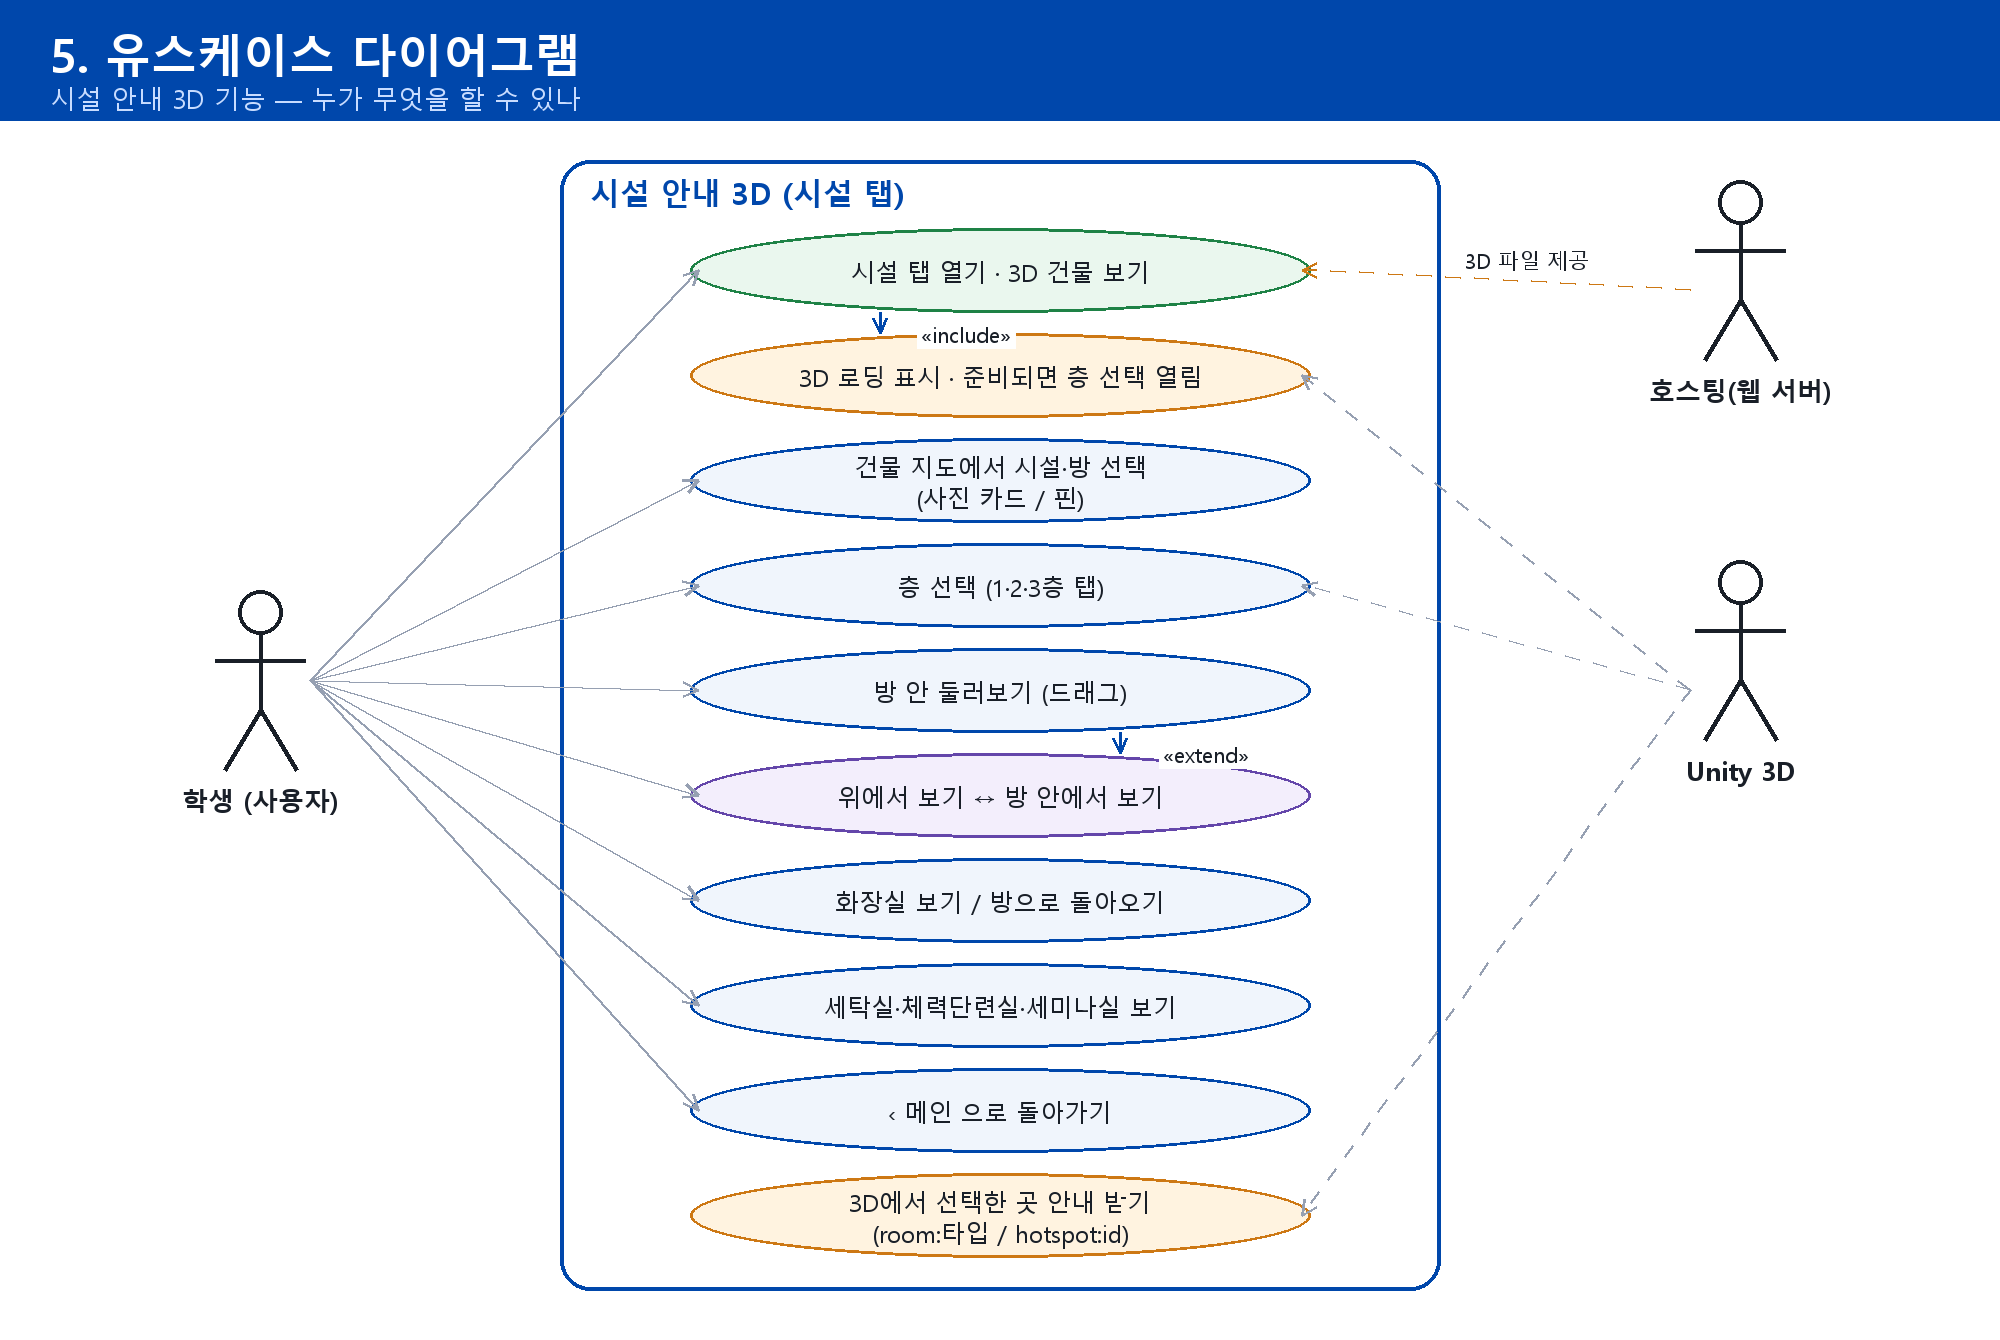 5. 유스케이스 다이어그램
시설 안내 3D 기능 — 누가 무엇을 할 수 있나
시설 안내 3D (시설 탭)
시설 탭 열기 · 3D 건물 보기
3D 파일 제공
«include»
3D 로딩 표시 · 준비되면 층 선택 열림
호스팅(웹 서버)
건물 지도에서 시설·방 선택
(사진 카드 / 핀)
층 선택 (1·2·3층 탭)
방 안 둘러보기 (드래그)
«extend»
위에서 보기 ↔ 방 안에서 보기
학생 (사용자)
Unity 3D
화장실 보기 / 방으로 돌아오기
세탁실·체력단련실·세미나실 보기
‹ 메인 으로 돌아가기
3D에서 선택한 곳 안내 받기
(room:타입 / hotspot:id)